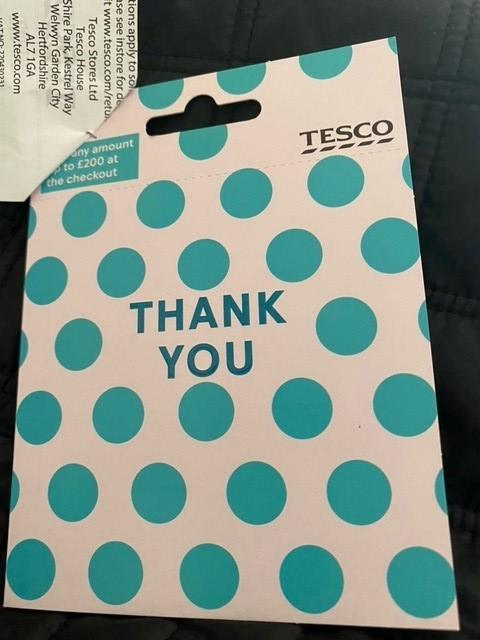 tions apply to so
ase see instore for de
t www.tesco.com/retu
Tesco Stores Ltd
Tesco House
Shire Park, Kestrel Way
Welwyn Garden City
Hertfordshire
AL7 1GA
www.tesco.com
TESCO
any amount
to £200 at
the checkout
THANK
YOU